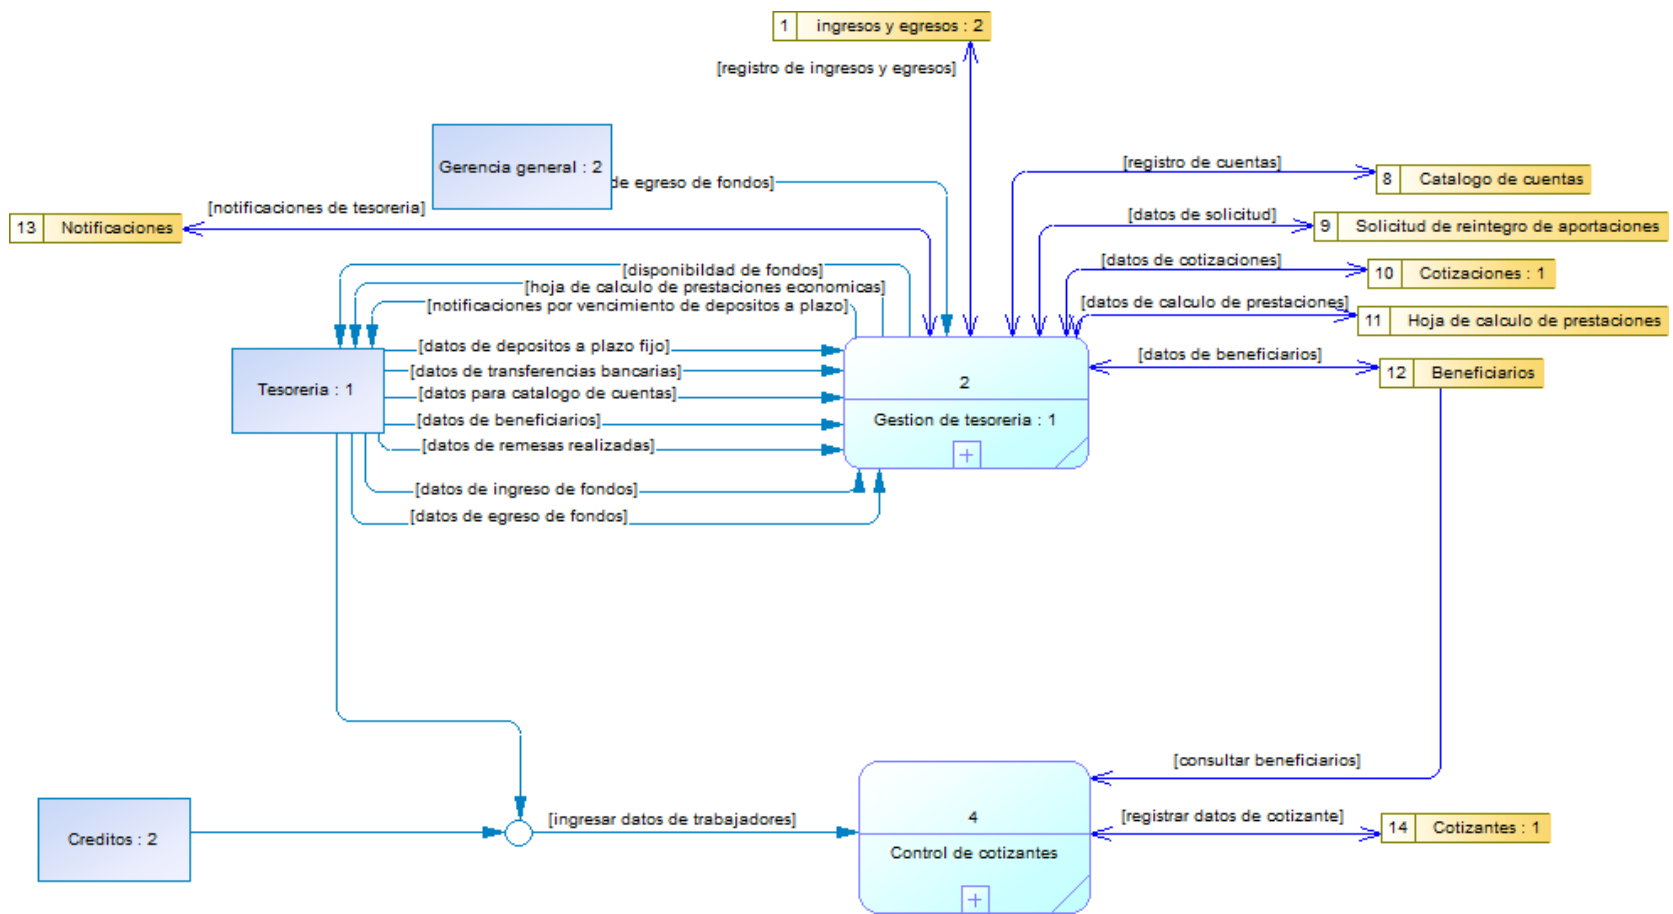 1 ingresos y egresos : 2
[registro de ingresos y egresos]
Gerencia general : 2
de egreso de fondos]
[registro de cuentas]
8 Catalogo de cuentas
[notificaciones de tesoreria]
13 Notificaciones
[datos de solicitud]
9 Solicitud de reintegro de aportaciones
[disponibildad de fondos]
[datos de cotizaciones]
10 Cotizaciones : 1
[hoja de calculo de prestaciones economicas]
[notificaciones por vencimiento de depositos a plazo]
[datos de calculo de prestaciones]
11 Hoja de calculo de prestaciones
[datos de depositos a plazo fijo]
[datos de transferencias bancarias]
[datos para catalogo de cuentas]
[datos de beneficiarios]
[datos de remesas realizadas]
Tesoreria : 1
2
Gestion de tesoreria : 1
[datos de beneficiarios]
12 Beneficiarios
[datos de ingreso de fondos]
[datos de egreso de fondos]
[consultar beneficiarios]
Creditos : 2
[ingresar datos de trabajadores]
4
Control de cotizantes
[registrar datos de cotizante]
14 Cotizantes : 1